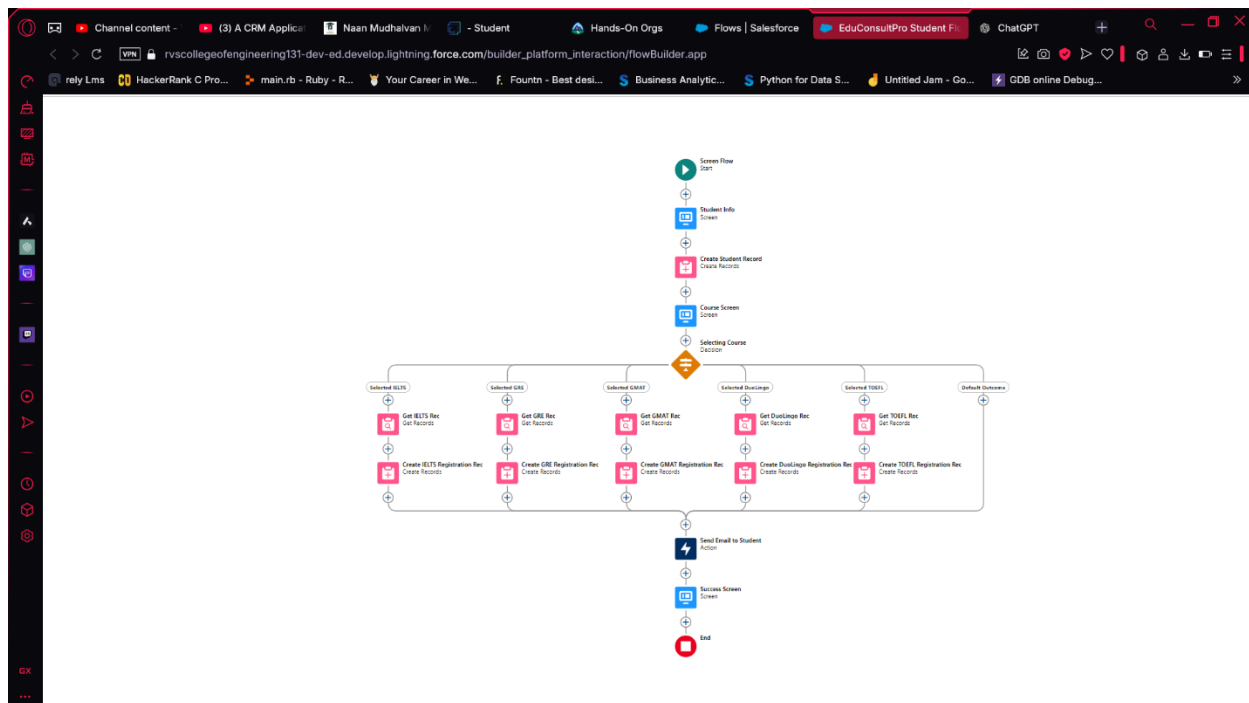 Channel content -
(3) A CRM Applicat
Naan Mudhalvan M
- Student
Hands-On Orgs
Flows | Salesforce
EduConsultPro Student Flo
ChatGPT
VPN
rvscollegeofengineering131-dev-ed.develop.lightning.force.com/builder_platform_interaction/flowBuilder.app
rely Lms
CD HackerRank C Pro...
main.rb - Ruby - R...
Your Career in We...
F. Fountn - Best desi...
S Business Analytic...
S Python for Data S...
Untitled Jam - Go...
GDB online Debug...
Screen Flow
Start
Student Info
Screen
Create Student Record
Create Records
Course Screen
Screen
Selecting Course
Decision
Selected IELTS
Selected GRE
Selected GMAT
Selected DuoLingo
Selected TOEFL
Default Outcome
Get IELTS Rec
Get Records
Get GRE Rec
Get Records
Get GMAT Rec
Get Records
Get DuoLingo Rec
Get Records
Get TOEFL Rec
Get Records
Create IELTS Registration Rec
Create Records
Create GRE Registration Rec
Create Records
Create GMAT Registration Rec
Create Records
Create DuoLingo Registration Rec
Create Records
Create TOEFL Registration Rec
Create Records
Send Email to Student
Action
Success Screen
Screen
End
GX